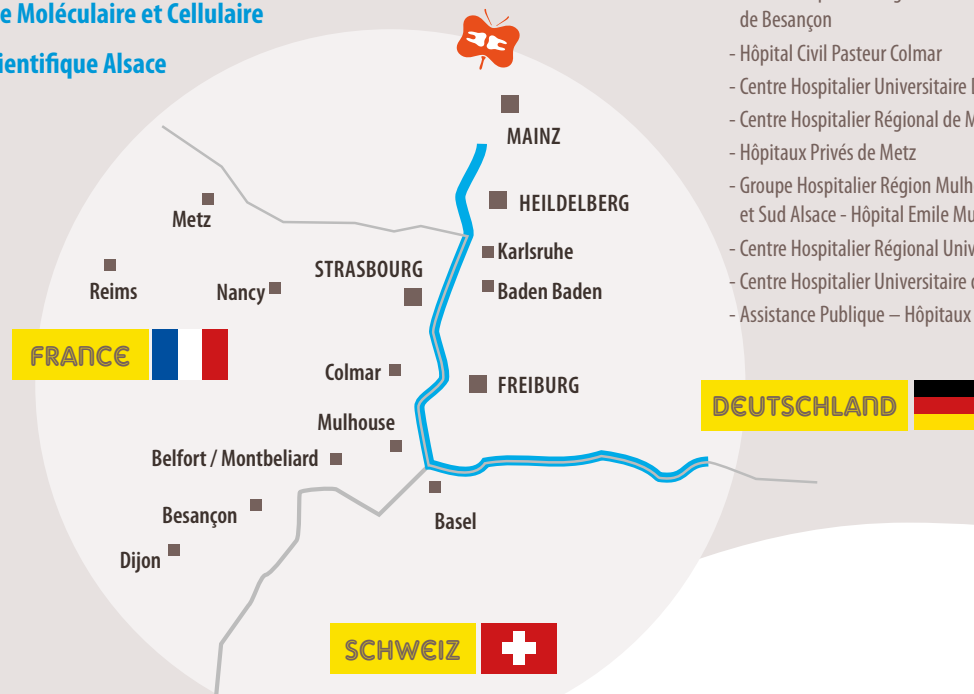 e Moléculaire et Cellulaire
ientifique Alsace
de Besançon
- Hôpital Civil Pasteur Colmar
- Centre Hospitalier Universitaire
- Centre Hospitalier Régional de M
- Hôpitaux Privés de Metz
- Groupe Hospitalier Région Mulh
et Sud Alsace - Hôpital Emile Mu
- Centre Hospitalier Régional Univ
- Centre Hospitalier Universitaire
- Assistance Publique – Hôpitaux
MAINZ
HEILDELBERG
Metz
Karlsruhe
STRASBOURG
Reims
Nancy
Baden Baden
FRANCE
Colmar
FREIBURG
DEUTSCHLAND
Mulhouse
Belfort / Montbeliard
Besançon
Basel
Dijon
SCHWEIZ